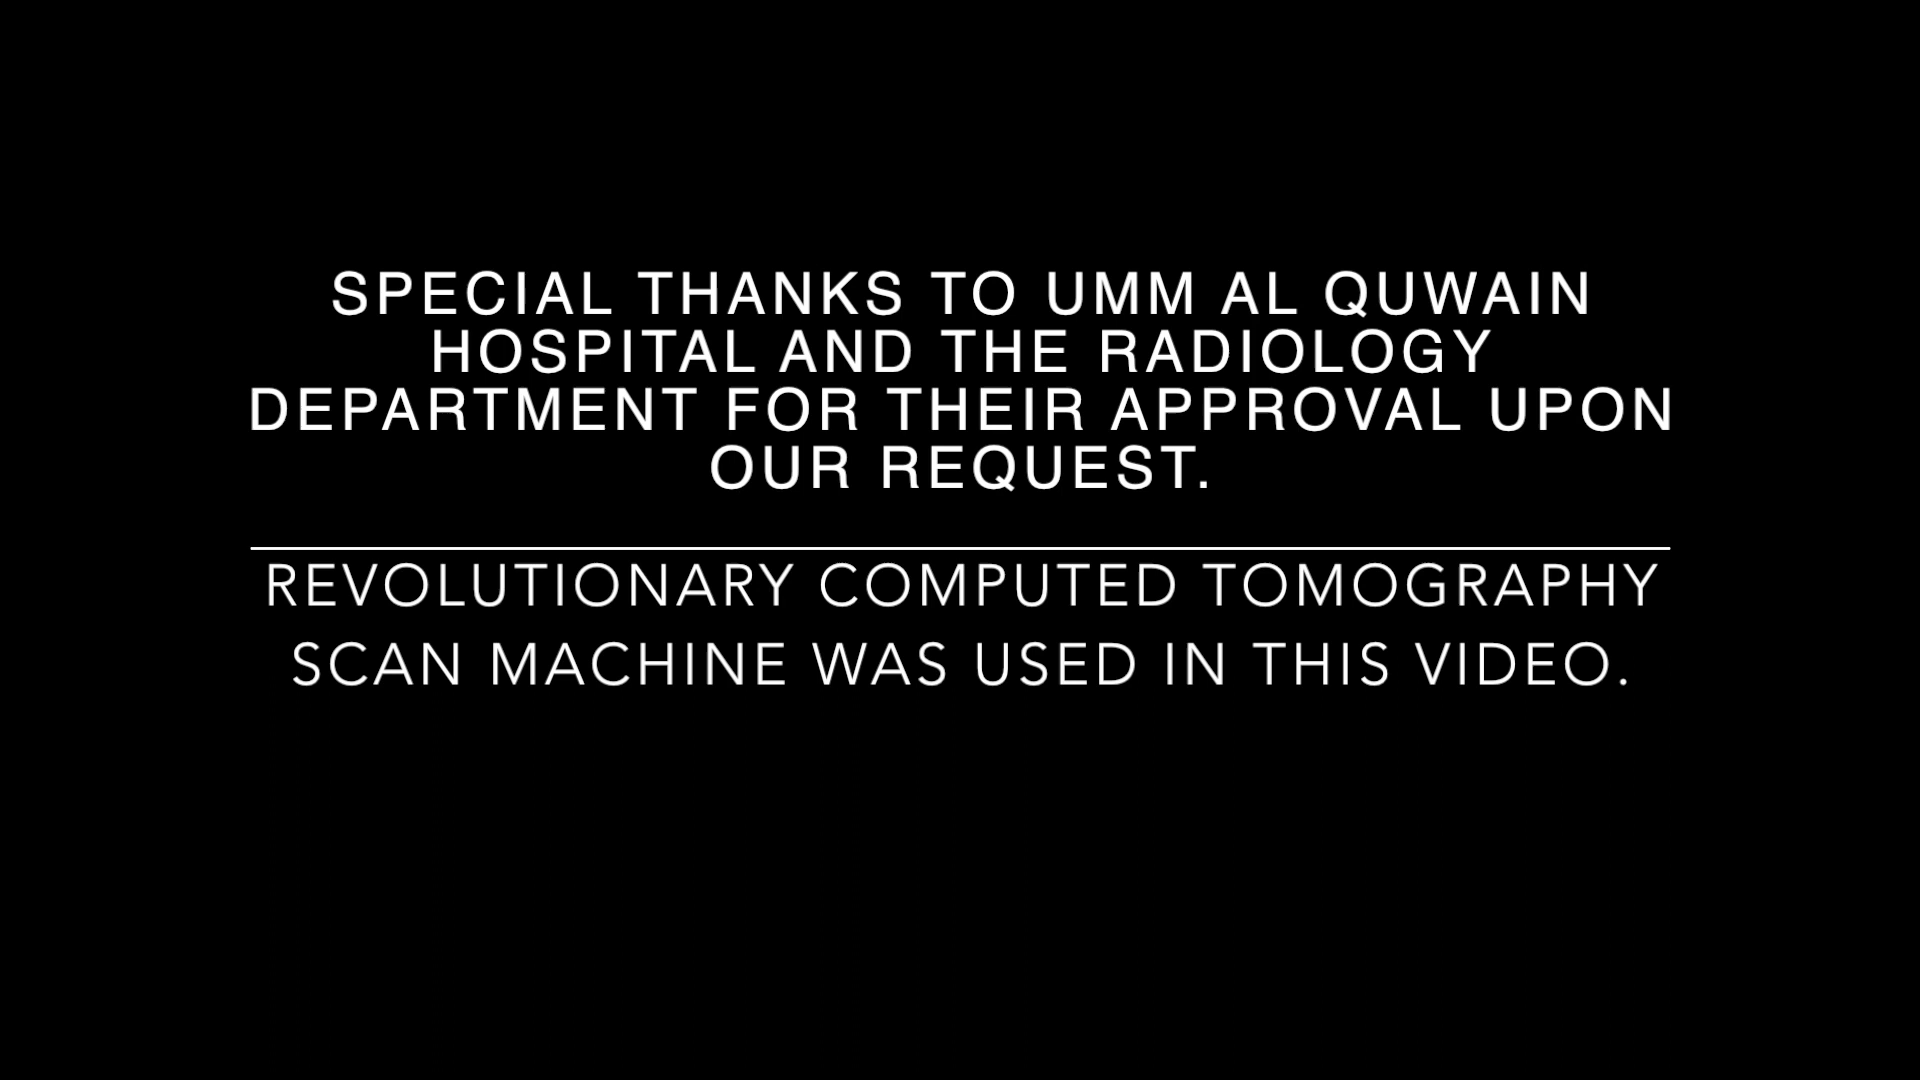 SPECIAL THANKS TO UMM AL QUWAIN
HOSPITAL AND THE RADIOLOGY
DEPARTMENT FOR THEIR APPROVAL UPON
OUR REQUEST.
REVOLUTIONARY COMPUTED TOMOGRAPHY
SCAN MACHINE WAS USED IN THIS VIDEO.